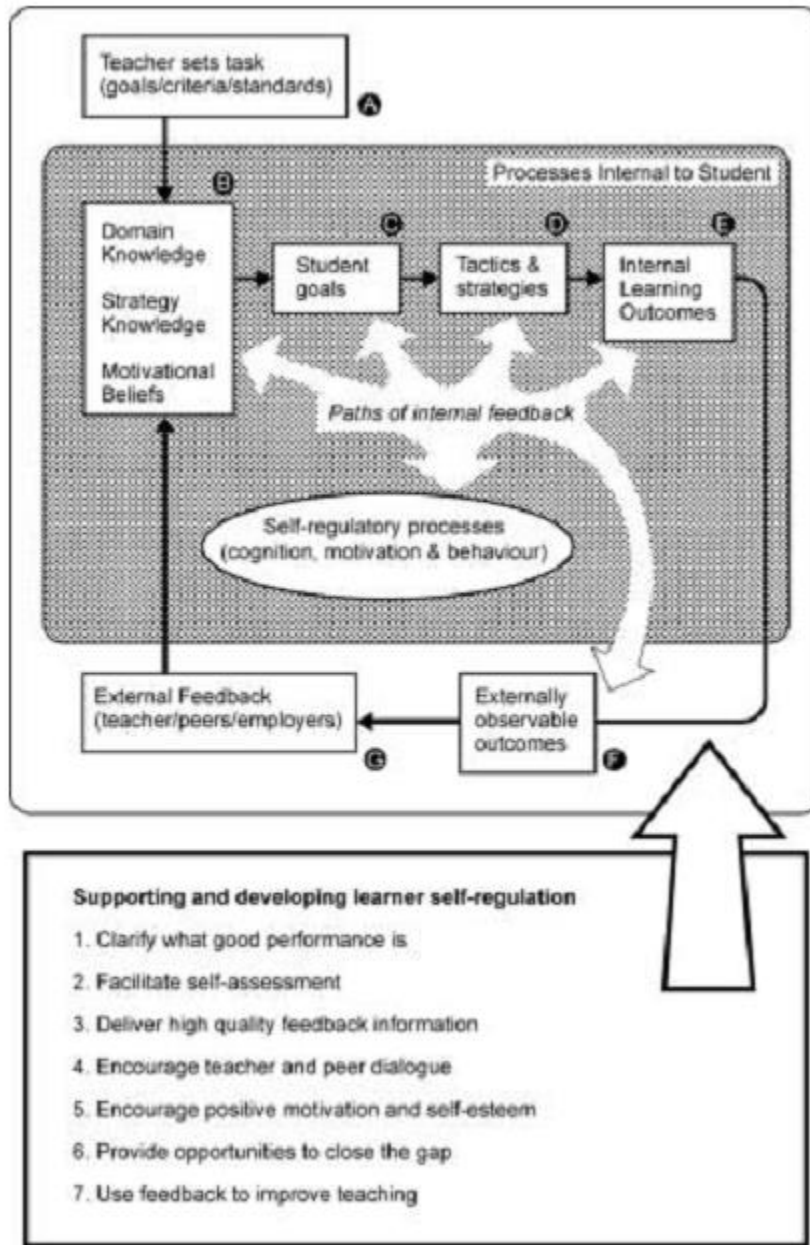 Teacher sets task
(goals/criteria/standards)
A
Processes Internal to Student
B
Domain
Knowledge
Strategy
Knowledge
Motivational
Beliefs
C
Student
goals
D
Tactics &
strategies
E
Internal
Learning
Outcomes
Paths of internal feedback
Self-regulatory processes
(cognition, motivation & behaviour)
External Feedback
(teacher/peers/employers)
G
Externally
observable
outcomes
F
Supporting and developing learner self-regulation
1. Clarify what good performance is
2. Facilitate self-assessment
3. Deliver high quality feedback information
4. Encourage teacher and peer dialogue
5. Encourage positive motivation and self-esteem
6. Provide opportunities to close the gap
7. Use feedback to improve teaching